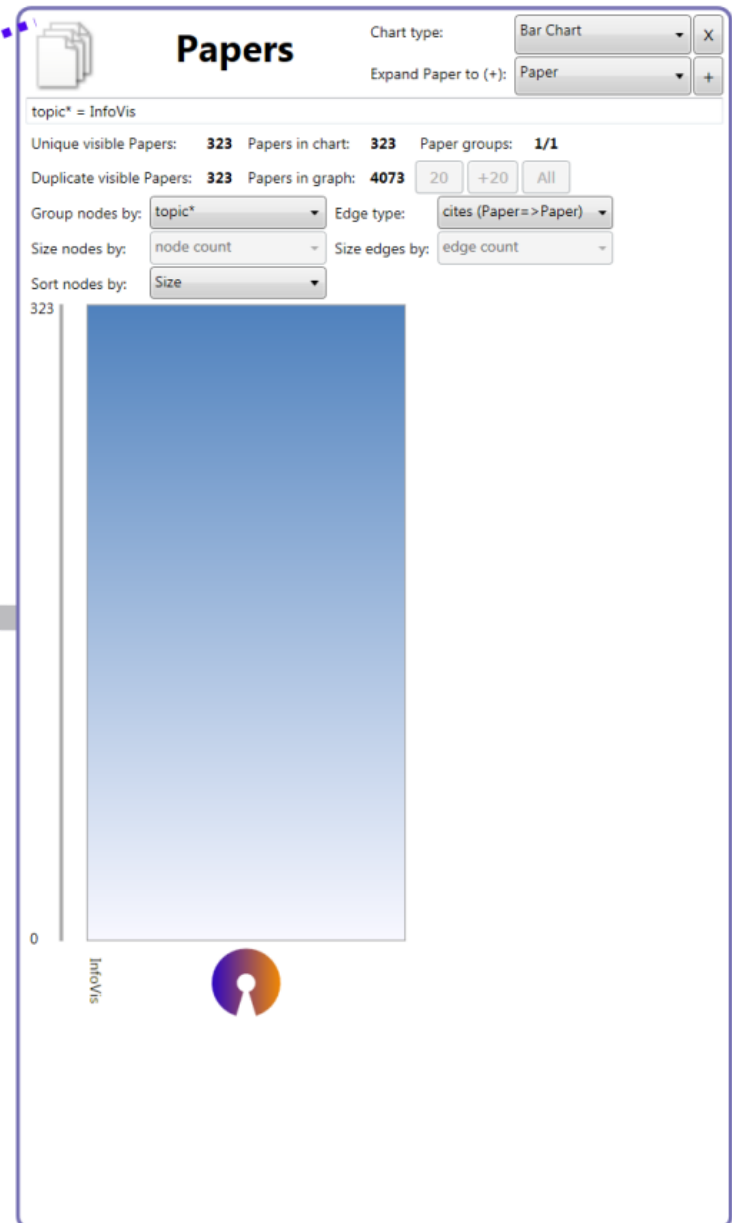 Papers
Chart type: Bar Chart X
Expand Paper to (+): Paper +
topic* = InfoVis
Unique visible Papers: 323 Papers in chart: 323 Paper groups: 1/1
Duplicate visible Papers: 323 Papers in graph: 4073 20 +20 All
Group nodes by: topic* Edge type: cites (Paper=>Paper)
Size nodes by: node count Size edges by: edge count
Sort nodes by: Size
323
0
InfoVis